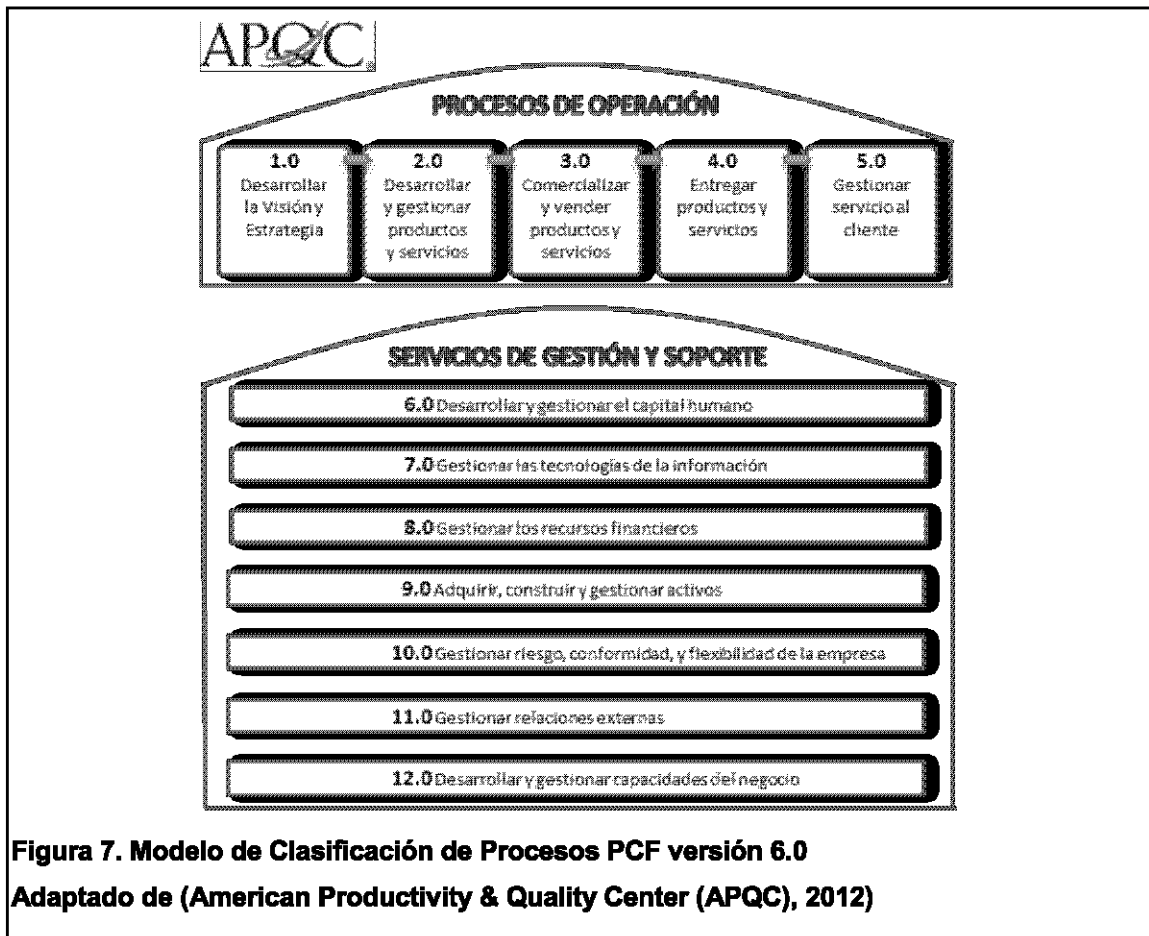 APQC
PROCESOS DE OPERACIÓN
1.0
Desarrollar
la Visión y
Estrategia
2.0
Desarrollar
y gestionar
productos
y servicios
3.0
Comercializar
y vender
productos y
servicios
4.0
Entregar
productos y
servicios
5.0
Gestionar
servicio al
cliente
SERVICIOS DE GESTIÓN Y SOPORTE
6.0 Desarrollar y gestionar el capital humano
7.0 Gestionar las tecnologías de la información
8.0 Gestionar los recursos financieros
9.0 Adquirir, construir y gestionar activos
10.0 Gestionar riesgo, conformidad, y flexibilidad de la empresa
11.0 Gestionar relaciones externas
12.0 Desarrollar y gestionar capacidades del negocio
Figura 7. Modelo de Clasificación de Procesos PCF versión 6.0
Adaptado de (American Productivity & Quality Center (APQC), 2012)